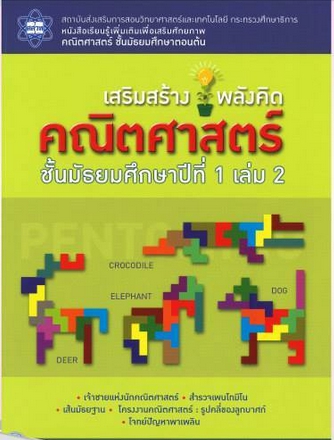 สถาบันส่งเสริมการสอนวิทยาศาสตร์และเทคโนโลยี กระทรวงศึกษาธิการ
หนังสือเรียนรู้เพิ่มเติมเพื่อเสริมศักยภาพ
คณิตศาสตร์ ชั้นมัธยมศึกษาตอนต้น
เสริมสร้าง พลังคิด
คณิตศาสตร์
ชั้นมัธยมศึกษาปีที่ 1 เล่ม 2
CROCODILE
ELEPHANT
DOG
DEER
• เจ้าชายแห่งนักคณิตศาสตร์ • สำรวจเพนโทมิโน
• เส้นมัธยฐาน • โครงงานคณิตศาสตร์ : รูปคลี่ของลูกบาศก์
• โจทย์ปัญหาพาเพลิน